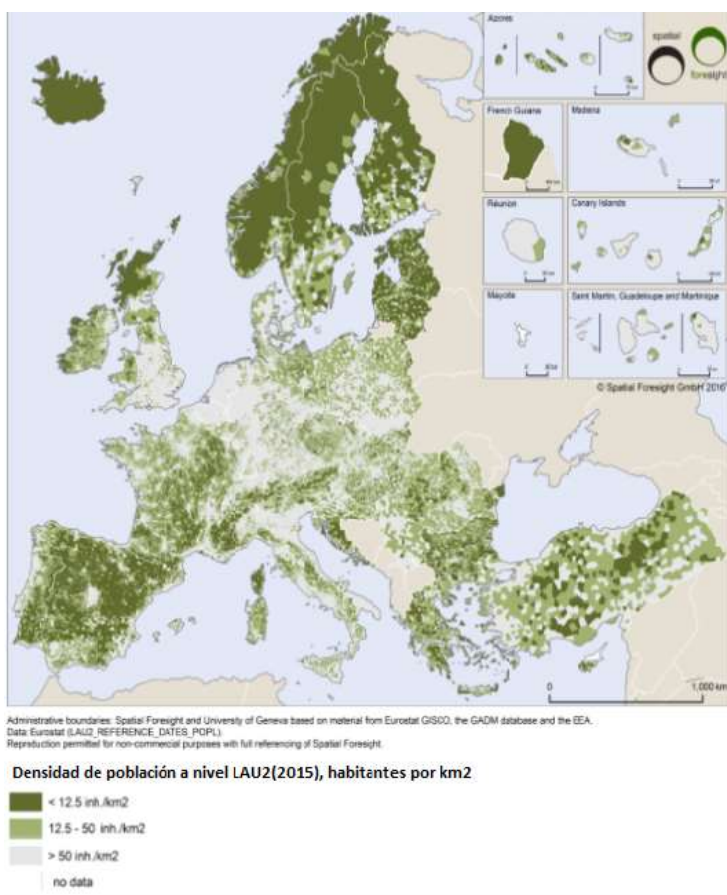 Azores
spatial
foresight
French Guiana
Madeira
Réunion
Canary Islands
Mayotte
Saint Martin, Guadeloupe and Martinique
© Spatial Foresight GmbH 2016
0
1,000 km
Administrative boundaries: Spatial Foresight and University of Geneva based on material from Eurostat GISCO, the GADM database and the EEA.
Data: Eurostat (LAU2_REFERENCE_DATES_POPL).
Reproduction permitted for non-commercial purposes with full referencing of Spatial Foresight.
Densidad de población a nivel LAU2(2015), habitantes por km2
< 12.5 inh./km2
12.5 - 50 inh./km2
> 50 inh./km2
no data